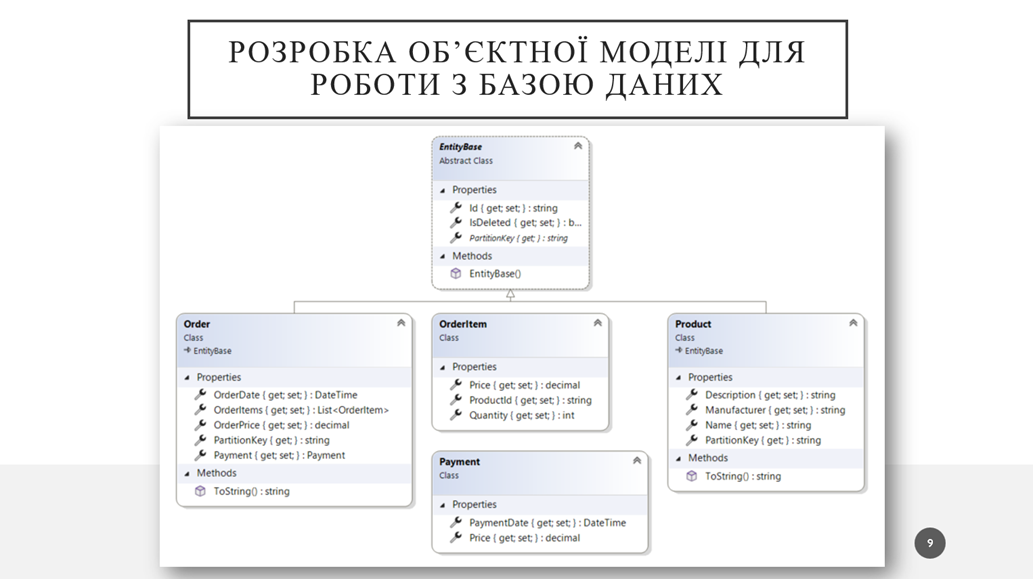 РОЗРОБКА ОБ’ЄКТНОЇ МОДЕЛІ ДЛЯ
РОБОТИ З БАЗОЮ ДАНИХ
EntityBase
Abstract Class
Properties
Id { get; set; } : string
IsDeleted { get; set; } : b...
PartitionKey { get; } : string
Methods
EntityBase()
Order
Class
EntityBase
Properties
OrderDate { get; set; } : DateTime
OrderItems { get; set; } : List<OrderItem>
OrderPrice { get; set; } : decimal
PartitionKey { get; } : string
Payment { get; set; } : Payment
Methods
ToString() : string
OrderItem
Class
Properties
Price { get; set; } : decimal
ProductId { get; set; } : string
Quantity { get; set; } : int
Payment
Class
Properties
PaymentDate { get; set; } : DateTime
Price { get; set; } : decimal
Product
Class
EntityBase
Properties
Description { get; set; } : string
Manufacturer { get; set; } : string
Name { get; set; } : string
PartitionKey { get; } : string
Methods
ToString() : string
9